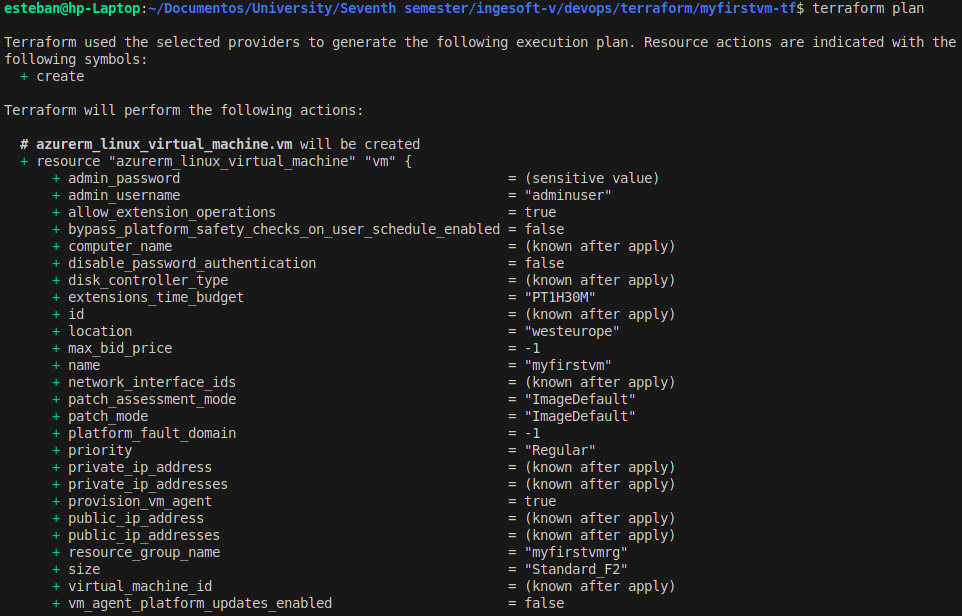 esteban@hp-Laptop:~/Documentos/University/Seventh semester/ingesoft-v/devops/terraform/myfirstvm-tf$ terraform plan
Terraform used the selected providers to generate the following execution plan. Resource actions are indicated with the
following symbols:
+ create
Terraform will perform the following actions:
# azurerm_linux_virtual_machine.vm will be created
+ resource "azurerm_linux_virtual_machine" "vm" {
+ admin_password = (sensitive value)
+ admin_username = "adminuser"
+ allow_extension_operations = true
+ bypass_platform_safety_checks_on_user_schedule_enabled = false
+ computer_name = (known after apply)
+ disable_password_authentication = false
+ disk_controller_type = (known after apply)
+ extensions_time_budget = "PT1H30M"
+ id = (known after apply)
+ location = "westeurope"
+ max_bid_price = -1
+ name = "myfirstvm"
+ network_interface_ids = (known after apply)
+ patch_assessment_mode = "ImageDefault"
+ patch_mode = "ImageDefault"
+ platform_fault_domain = -1
+ priority = "Regular"
+ private_ip_address = (known after apply)
+ private_ip_addresses = (known after apply)
+ provision_vm_agent = true
+ public_ip_address = (known after apply)
+ public_ip_addresses = (known after apply)
+ resource_group_name = "myfirstvmrg"
+ size = "Standard_F2"
+ virtual_machine_id = (known after apply)
+ vm_agent_platform_updates_enabled = false